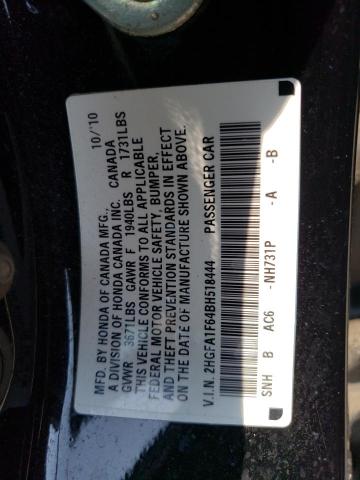 MFD. BY HONDA OF CANADA MFG., 10/'10
A DIVISION OF HONDA CANADA INC. CANADA
GVWR 3671LBS GAWR F 1940LBS R 1731LBS
THIS VEHICLE CONFORMS TO ALL APPLICABLE
FEDERAL MOTOR VEHICLE SAFETY, BUMPER,
AND THEFT PREVENTION STANDARDS IN EFFECT
ON THE DATE OF MANUFACTURE SHOWN ABOVE.
V.I.N. 2HGFA1F64BH518444 PASSENGER CAR
SNH B AC6 -NH731P -A -B